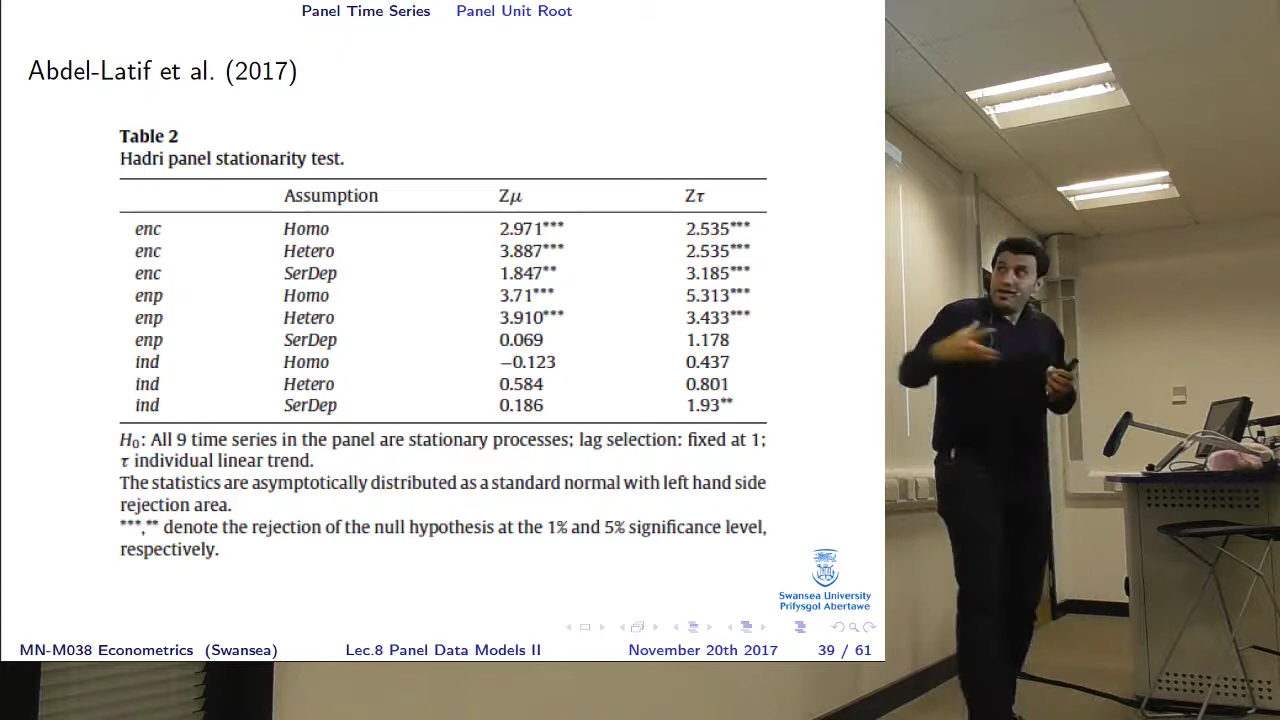 Panel Time Series Panel Unit Root
Abdel-Latif et al. (2017)
Table 2
Hadri panel stationarity test.
Assumption Zμ Zτ
enc Homo 2.971*** 2.535***
enc Hetero 3.887*** 2.535***
enc SerDep 1.847** 3.185***
enp Homo 3.71*** 5.313***
enp Hetero 3.910*** 3.433***
enp SerDep 0.069 1.178
ind Homo −0.123 0.437
ind Hetero 0.584 0.801
ind SerDep 0.186 1.93**
H₀: All 9 time series in the panel are stationary processes; lag selection: fixed at 1;
τ individual linear trend.
The statistics are asymptotically distributed as a standard normal with left hand side
rejection area.
***,** denote the rejection of the null hypothesis at the 1% and 5% significance level,
respectively.
Swansea University
Prifysgol Abertawe
MN-M038 Econometrics (Swansea) Lec.8 Panel Data Models II November 20th 2017 39 / 61